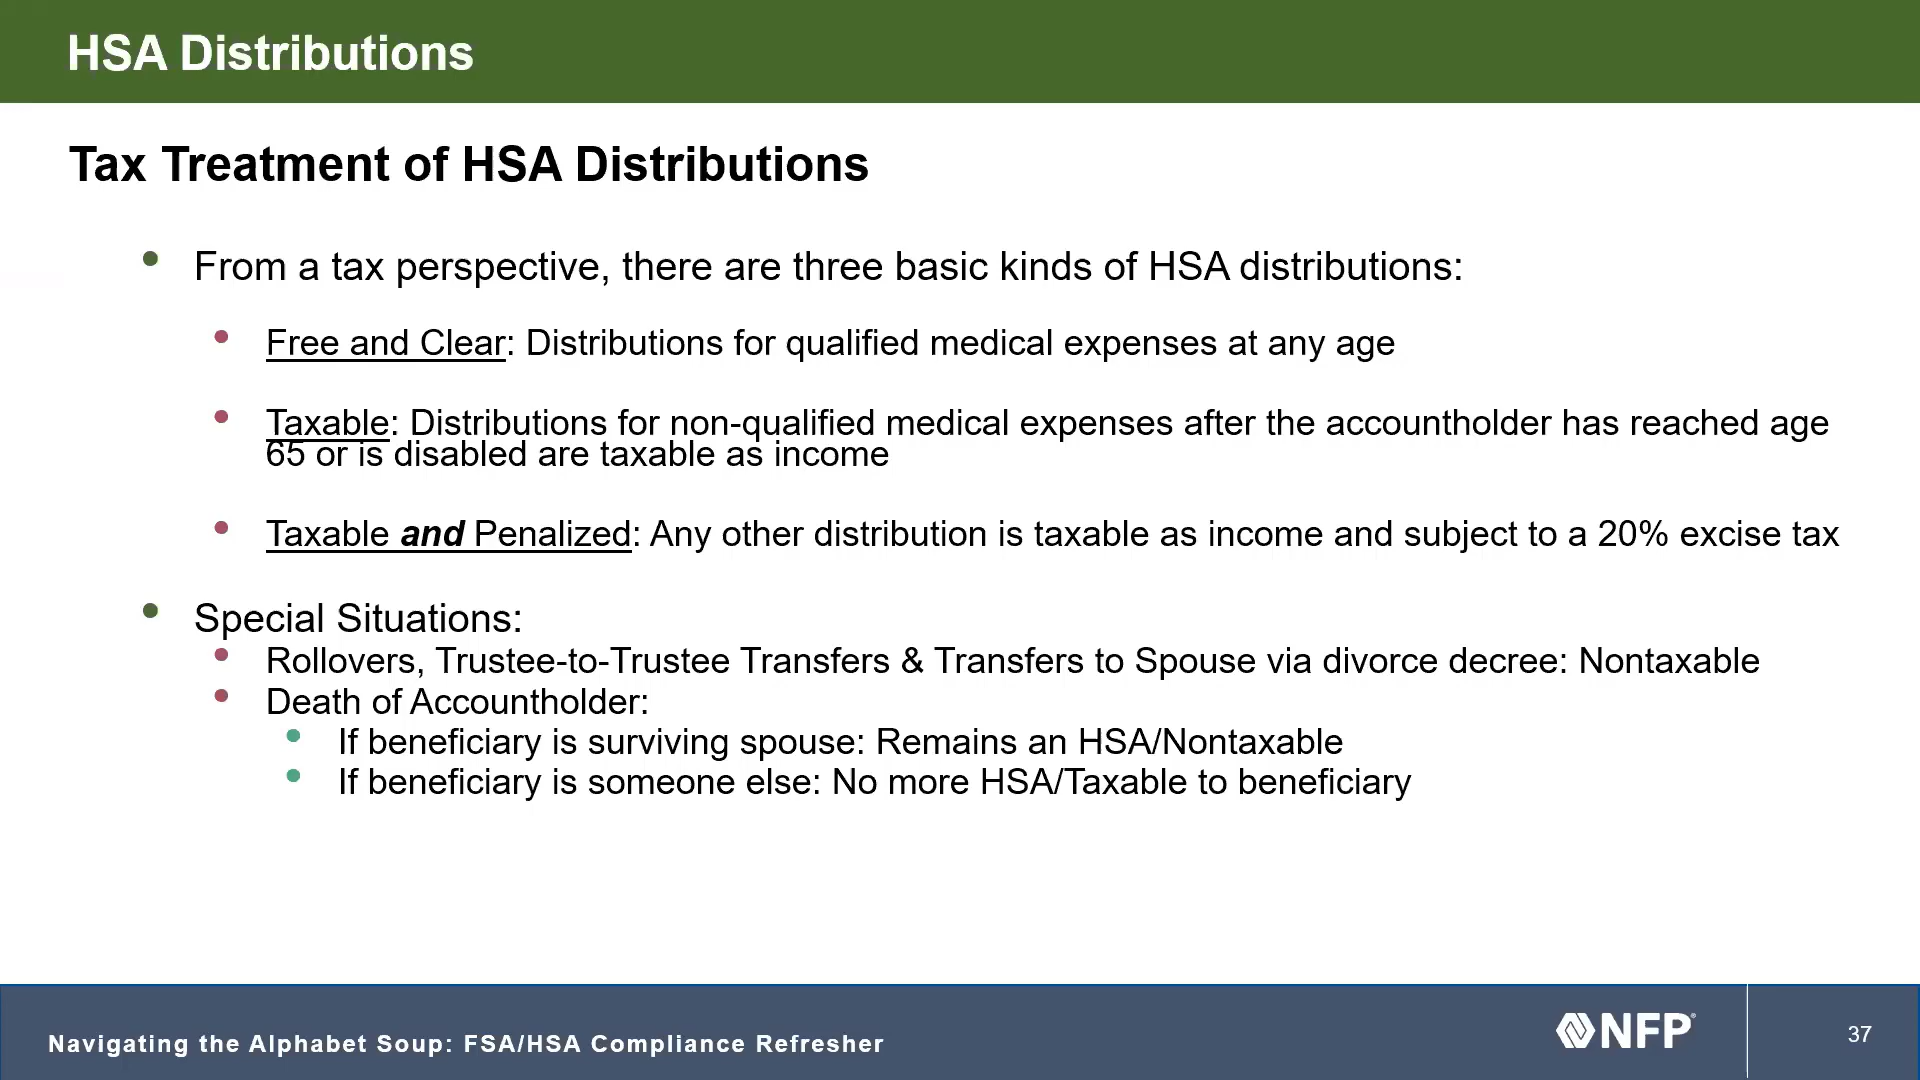 HSA Distributions
Tax Treatment of HSA Distributions
• From a tax perspective, there are three basic kinds of HSA distributions:
• Free and Clear: Distributions for qualified medical expenses at any age
• Taxable: Distributions for non-qualified medical expenses after the accountholder has reached age
65 or is disabled are taxable as income
• Taxable and Penalized: Any other distribution is taxable as income and subject to a 20% excise tax
• Special Situations:
• Rollovers, Trustee-to-Trustee Transfers & Transfers to Spouse via divorce decree: Nontaxable
• Death of Accountholder:
• If beneficiary is surviving spouse: Remains an HSA/Nontaxable
• If beneficiary is someone else: No more HSA/Taxable to beneficiary
Navigating the Alphabet Soup: FSA/HSA Compliance Refresher
NFP®
37